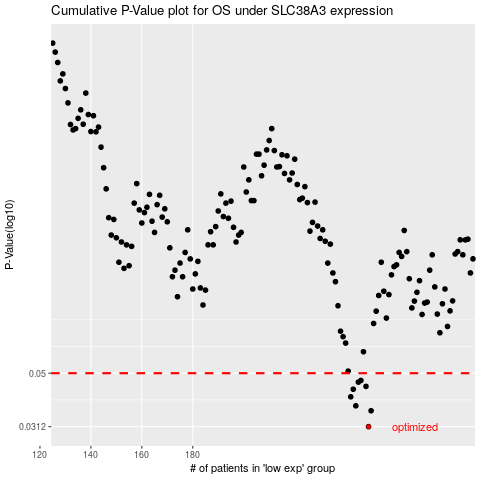 Cumulative P-Value plot for OS under SLC38A3 expression
P-Value(log10)
0.05
0.0312
optimized
120 140 160 180
# of patients in 'low exp' group